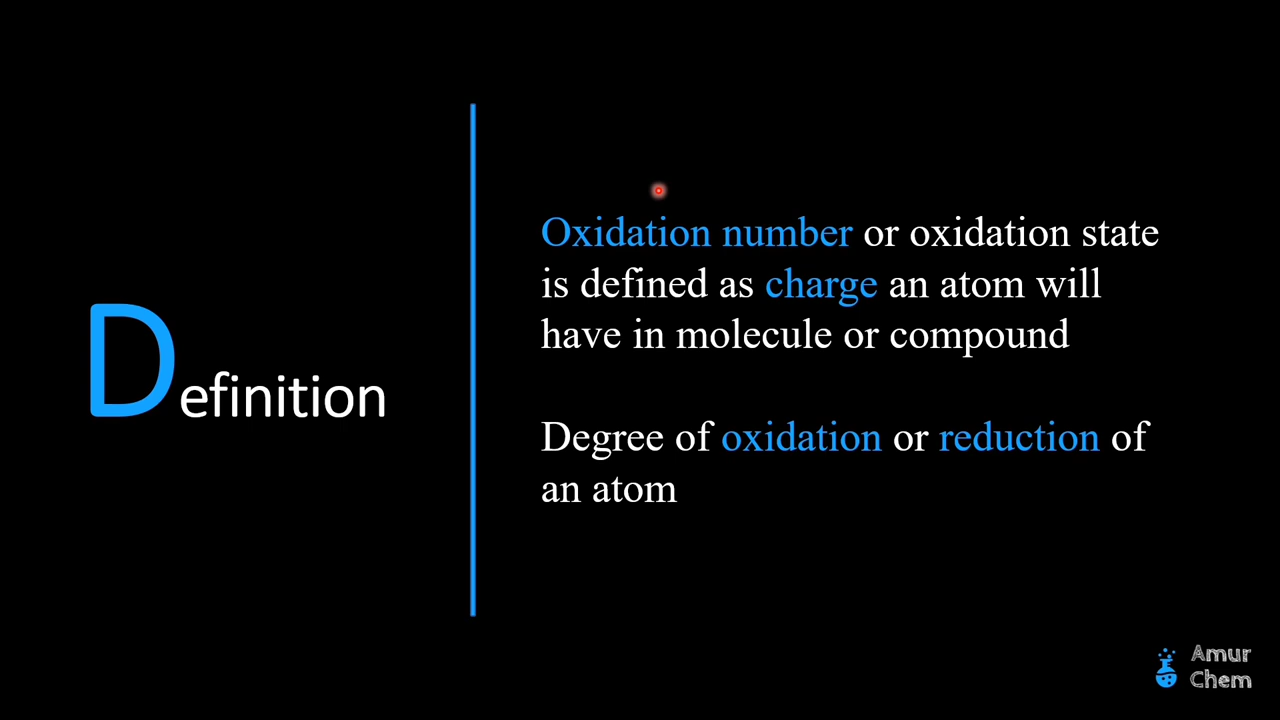 Definition
Oxidation number or oxidation state
is defined as charge an atom will
have in molecule or compound
Degree of oxidation or reduction of
an atom
Amur
Chem